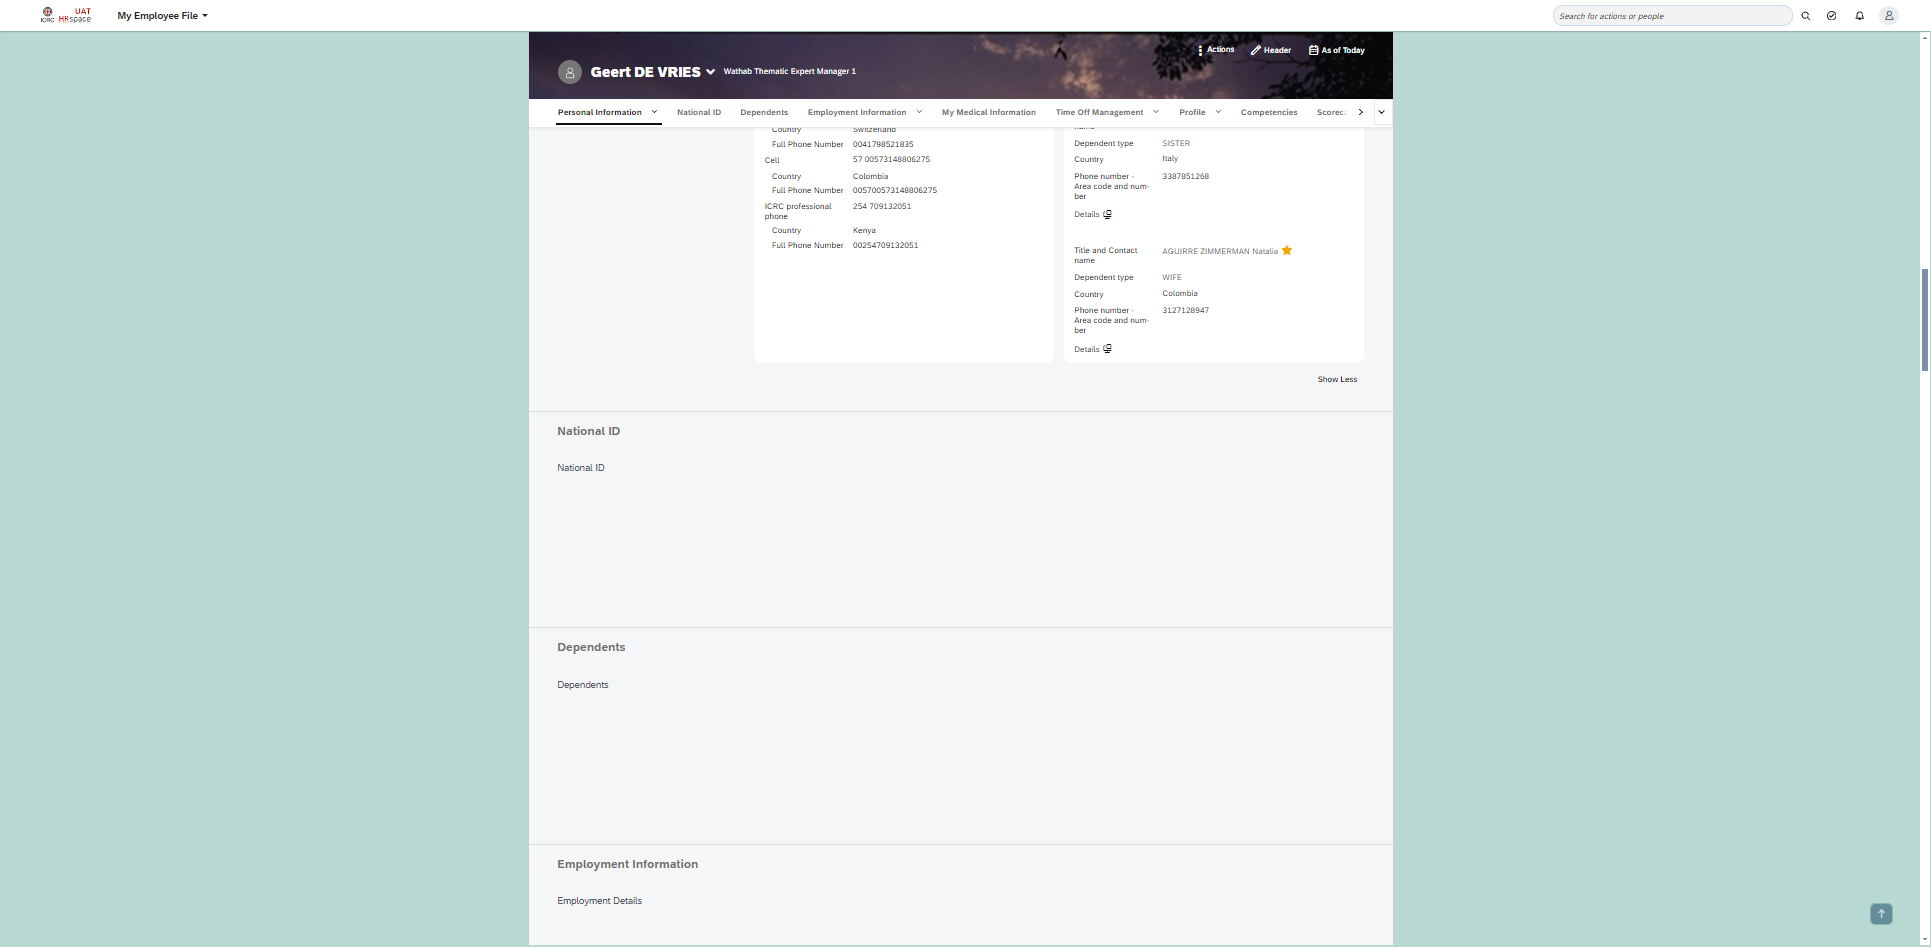 ICRC UAT HRspace
My Employee File
Search for actions or people
Actions
Header
As of Today
Geert DE VRIES
Wathab Thematic Expert Manager 1
Personal Information
National ID
Dependents
Employment Information
My Medical Information
Time Off Management
Profile
Competencies
Scorec
Country Switzerland
Full Phone Number 0041798521835
Cell 57 00573148806275
Country Colombia
Full Phone Number 005700573148806275
ICRC professional
phone
254 709132051
Country Kenya
Full Phone Number 00254709132051
name
Dependent type SISTER
Country Italy
Phone number -
Area code and num-
ber
3387851268
Details
Title and Contact
name
AGUIRRE ZIMMERMAN Natalia
Dependent type WIFE
Country Colombia
Phone number -
Area code and num-
ber
3127128947
Details
Show Less
National ID
National ID
Dependents
Dependents
Employment Information
Employment Details